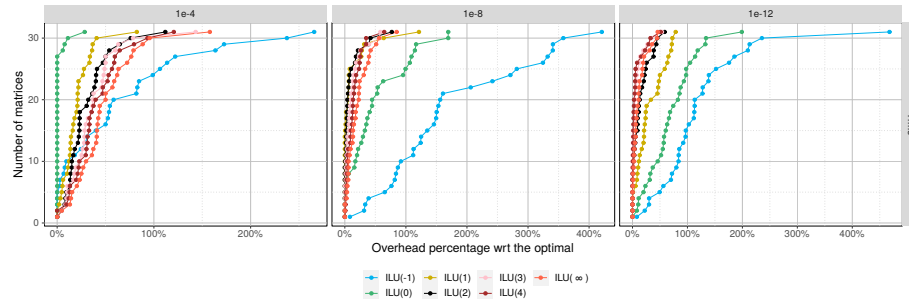 1e-4 1e-8 1e-12
Number of matrices
30
20
10
0
0% 100% 200% 0% 100% 200% 300% 400% 0% 100% 200% 300% 400%
Overhead percentage wrt the optimal
ILU(-1) ILU(1) ILU(3) ILU( ∞ )
ILU(0) ILU(2) ILU(4)